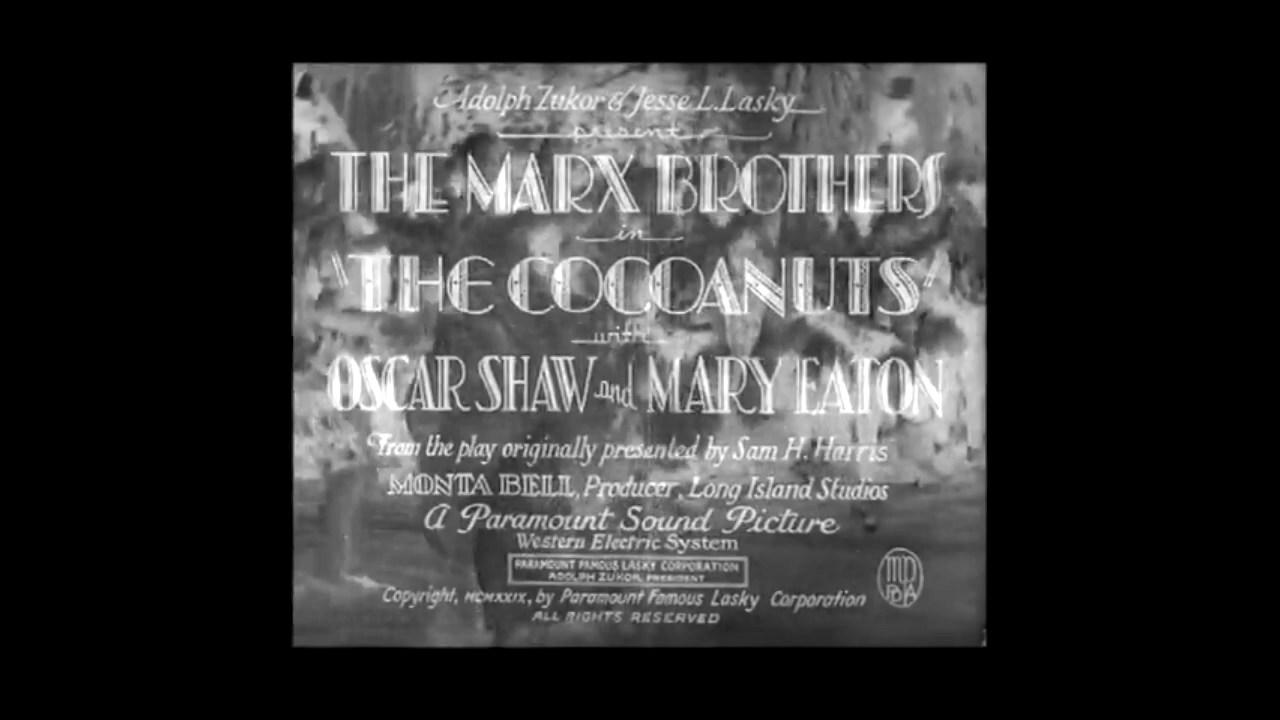 Adolph Zukor & Jesse L. Lasky
present
THE MARX BROTHERS
in
"THE COCOANUTS"
with
OSCAR SHAW and MARY EATON
From the play originally presented by Sam H. Harris
MONTA BELL, Producer, Long Island Studios
A Paramount Sound Picture
Western Electric System
PARAMOUNT FAMOUS LASKY CORPORATION
ADOLPH ZUKOR, PRESIDENT
Copyright, MCMXXIX, by Paramount Famous Lasky Corporation
ALL RIGHTS RESERVED
MP
PDA